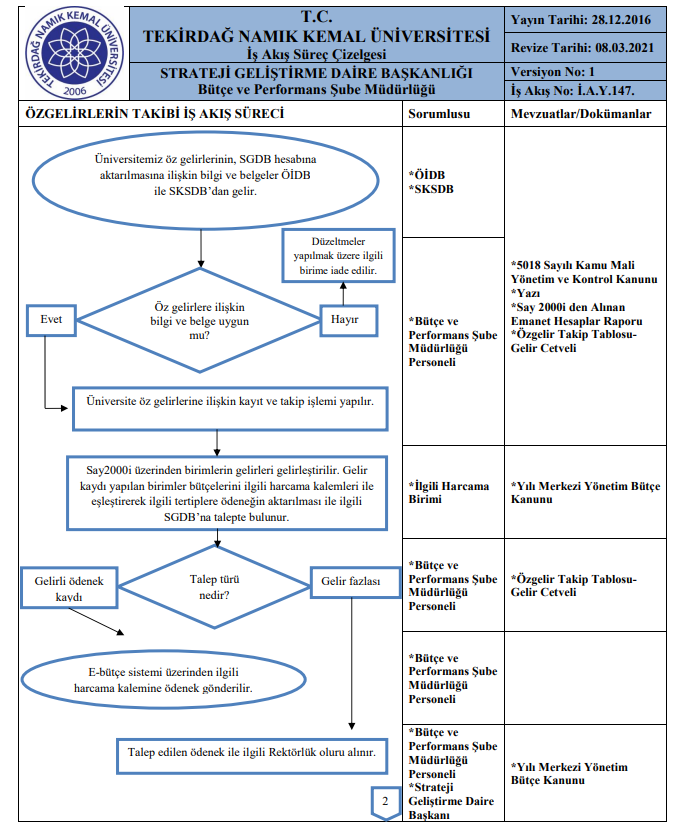 T.C.
TEKİRDAĞ NAMIK KEMAL ÜNİVERSİTESİ
İş Akış Süreç Çizelgesi
STRATEJİ GELİŞTİRME DAİRE BAŞKANLIĞI
Bütçe ve Performans Şube Müdürlüğü
Yayın Tarihi: 28.12.2016
Revize Tarihi: 08.03.2021
Versiyon No: 1
İş Akış No: İ.A.Y.147.
TEKİRDAĞ NAMIK KEMAL ÜNİVERSİTESİ
2006
ÖZGELİRLERİN TAKİBİ İŞ AKIŞ SÜRECİ
Sorumlusu
Mevzuatlar/Dokümanlar
Üniversitemiz öz gelirlerinin, SGDB hesabına
aktarılmasına ilişkin bilgi ve belgeler ÖİDB
ile SKSDB’dan gelir.
*ÖİDB
*SKSDB
Düzeltmeler
yapılmak üzere ilgili
birime iade edilir.
Evet
Öz gelirlere ilişkin
bilgi ve belge uygun
mu?
Hayır
*Bütçe ve
Performans Şube
Müdürlüğü
Personeli
*5018 Sayılı Kamu Mali
Yönetim ve Kontrol Kanunu
*Yazı
*Say 2000i den Alınan
Emanet Hesaplar Raporu
*Özgelir Takip Tablosu-
Gelir Cetveli
Üniversite öz gelirlerine ilişkin kayıt ve takip işlemi yapılır.
Say2000i üzerinden birimlerin gelirleri gelirleştirilir. Gelir
kaydı yapılan birimler bütçelerini ilgili harcama kalemleri ile
eşleştirerek ilgili tertiplere ödeneğin aktarılması ile ilgili
SGDB’na talepte bulunur.
*İlgili Harcama
Birimi
*Yılı Merkezi Yönetim Bütçe
Kanunu
Gelirli ödenek
kaydı
Talep türü
nedir?
Gelir fazlası
*Bütçe ve
Performans Şube
Müdürlüğü
Personeli
*Özgelir Takip Tablosu-
Gelir Cetveli
E-bütçe sistemi üzerinden ilgili
harcama kalemine ödenek gönderilir.
*Bütçe ve
Performans Şube
Müdürlüğü
Personeli
Talep edilen ödenek ile ilgili Rektörlük oluru alınır.
2
*Bütçe ve
Performans Şube
Müdürlüğü
Personeli
*Strateji
Geliştirme Daire
Başkanı
*Yılı Merkezi Yönetim
Bütçe Kanunu